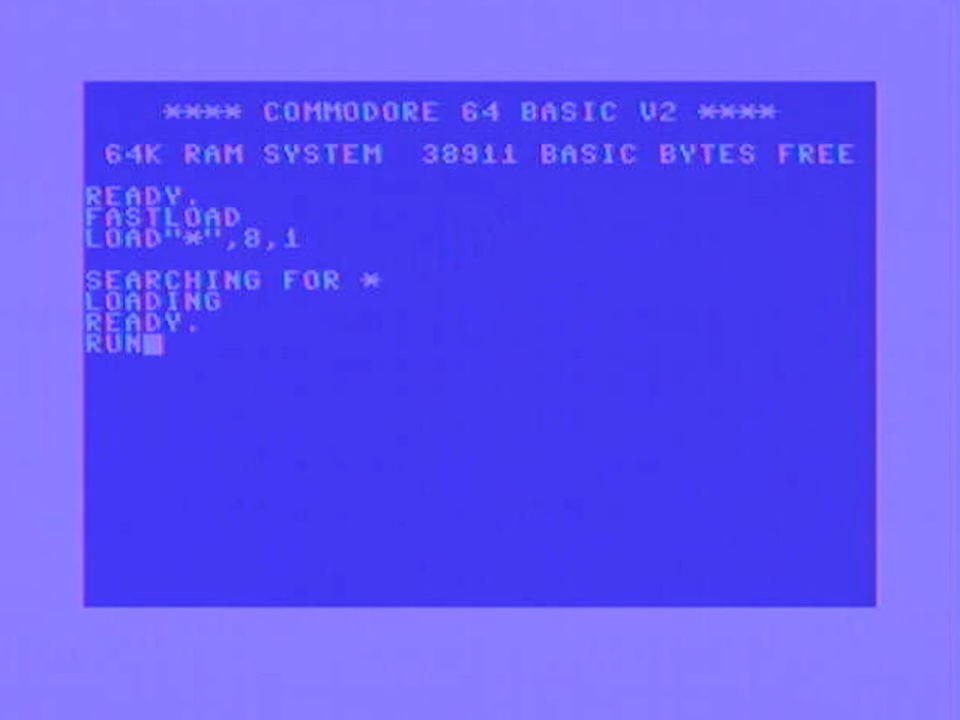 **** COMMODORE 64 BASIC V2 ****
64K RAM SYSTEM  38911 BASIC BYTES FREE
READY.
FASTLOAD
LOAD"*",8,1
SEARCHING FOR *
LOADING
READY.
RUN